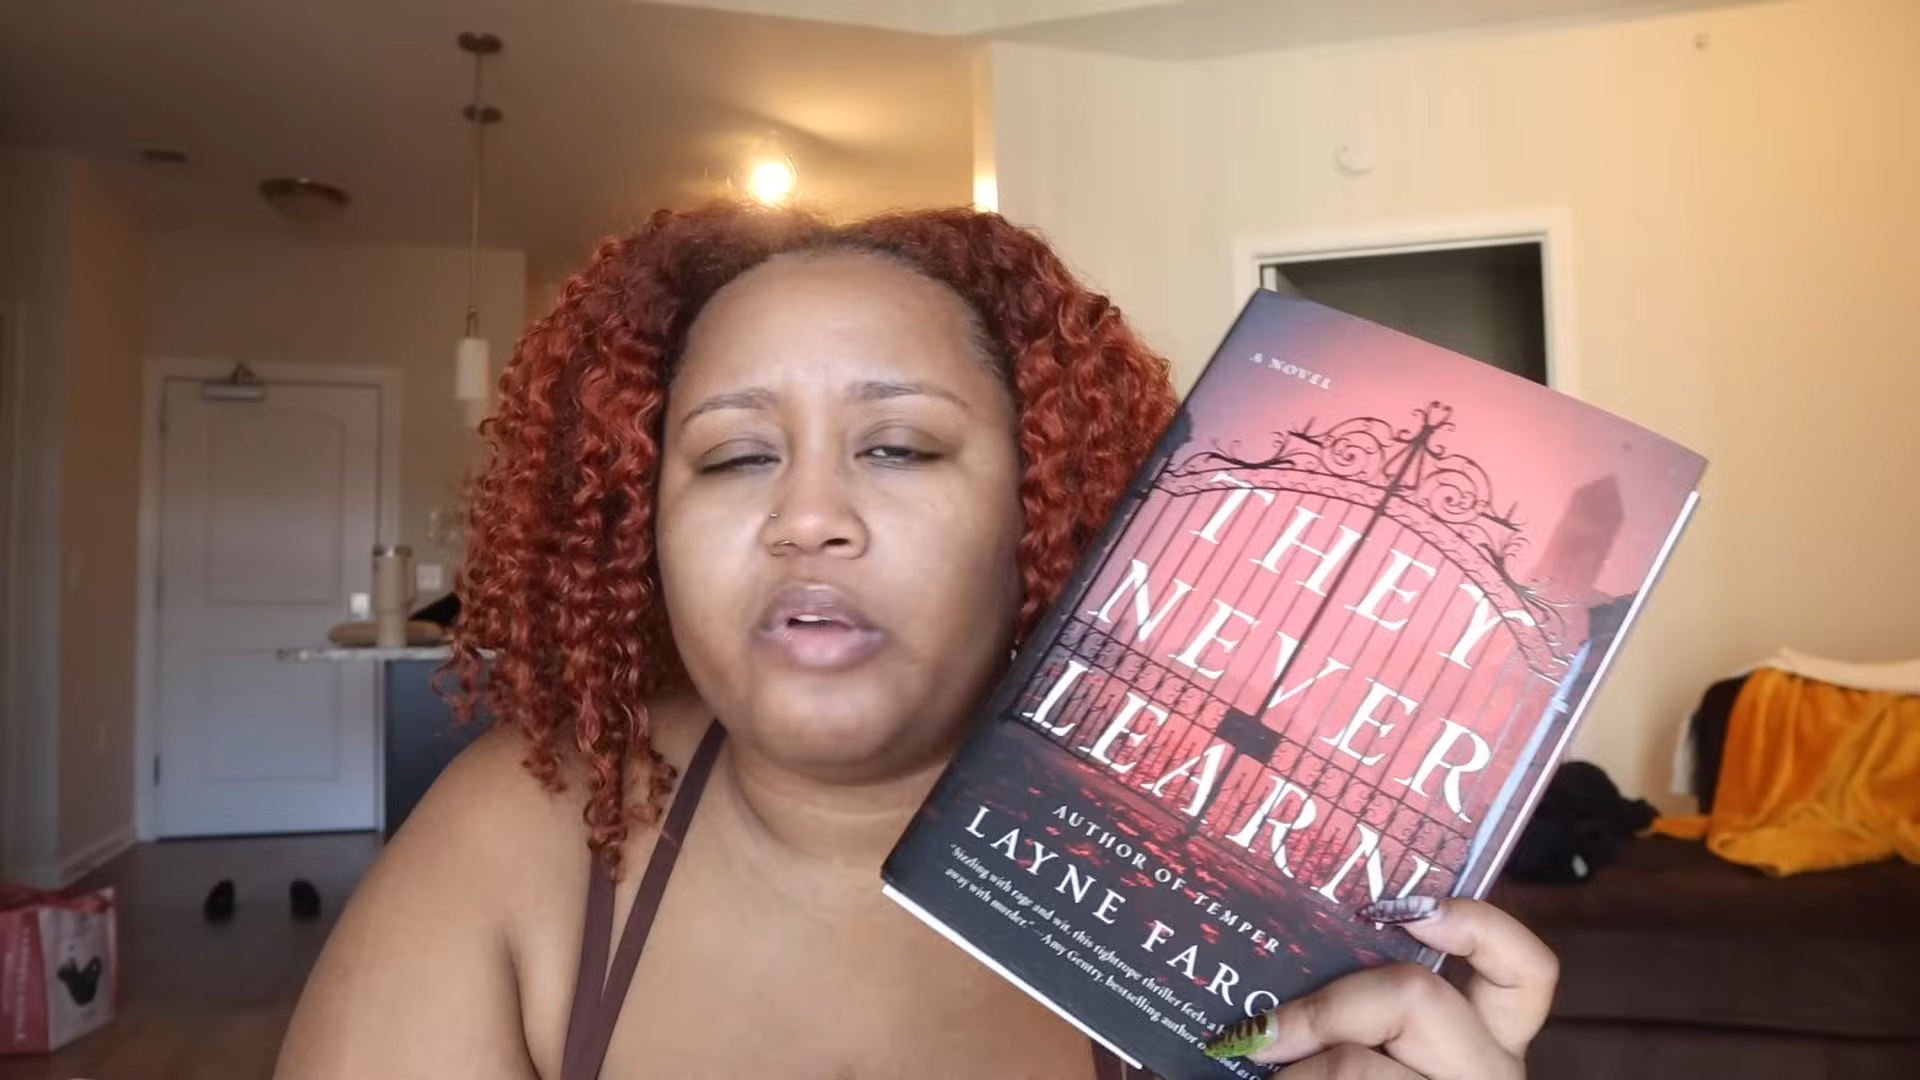 A NOVEL
THEY
NEVER
LEARN
AUTHOR OF TEMPER
LAYNE FARG
"Sizzling with rage and wit, this tightrope thriller feels
away with murder." —Amy Gentry, bestselling author